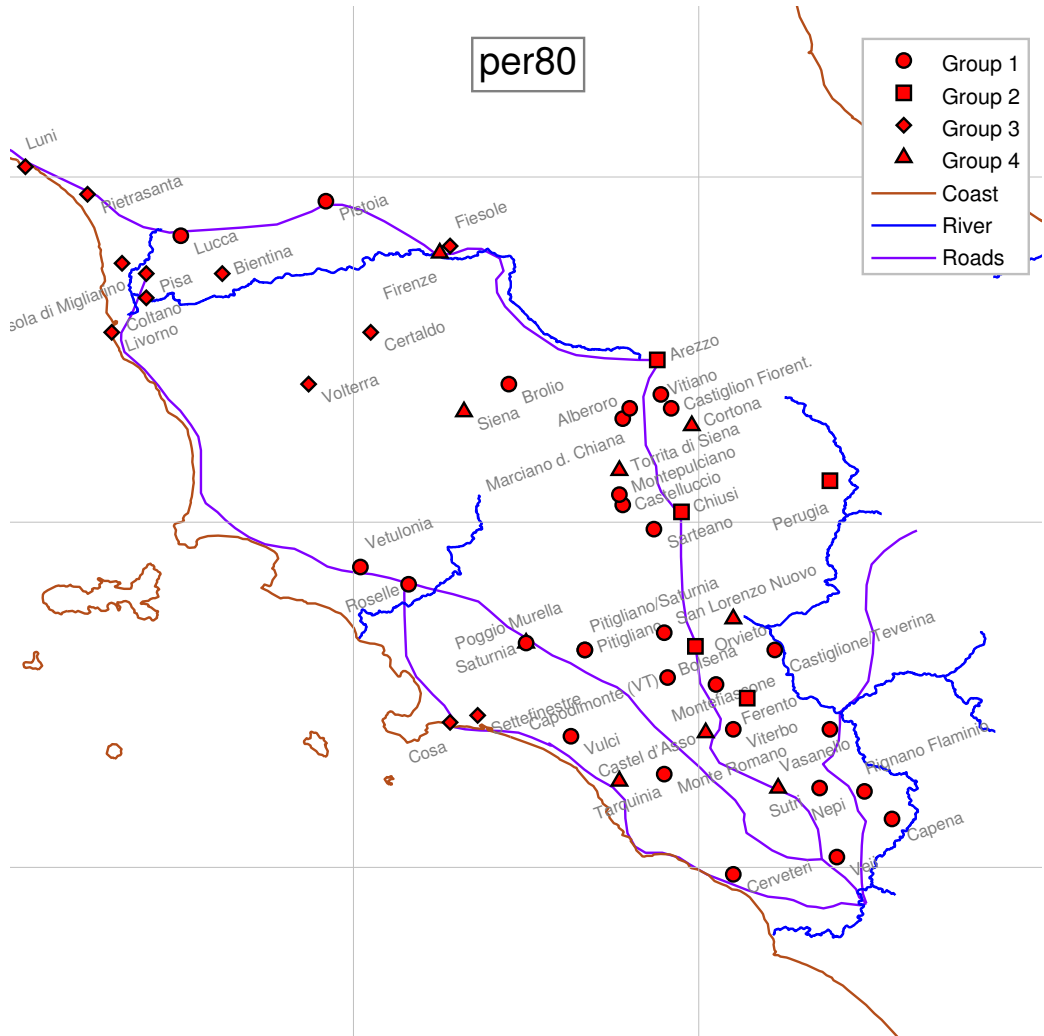 per80
Group 1
Group 2
Group 3
Group 4
Coast
River
Roads
Luni
Pietrasanta
Pistoia
Lucca
Fiesole
Bientina
Pisa
Firenze
sola di Migliarino
Coltano
Livorno
Certaldo
Arezzo
Volterra
Brolio
Vitiano
Castiglion Fiorent.
Alberoro
Siena
Cortona
Marciano d. Chiana
Torrita di Siena
Montepulciano
Castelluccio
Chiusi
Perugia
Sarteano
Vetulonia
Roselle
Pitigliano/Saturnia
San Lorenzo Nuovo
Poggio Murella
Saturnia
Pitigliano
Orvieto
Castiglione/Teverina
Bolsena
Capodimonte (VT)
Montefiascone
Settefinestre
Cosa
Ferento
Vulci
Viterbo
Castel d'Asso
Vasanello
Rignano Flaminio
Monte Romano
Tarquinia
Sutri
Nepi
Capena
Veii
Cerveteri